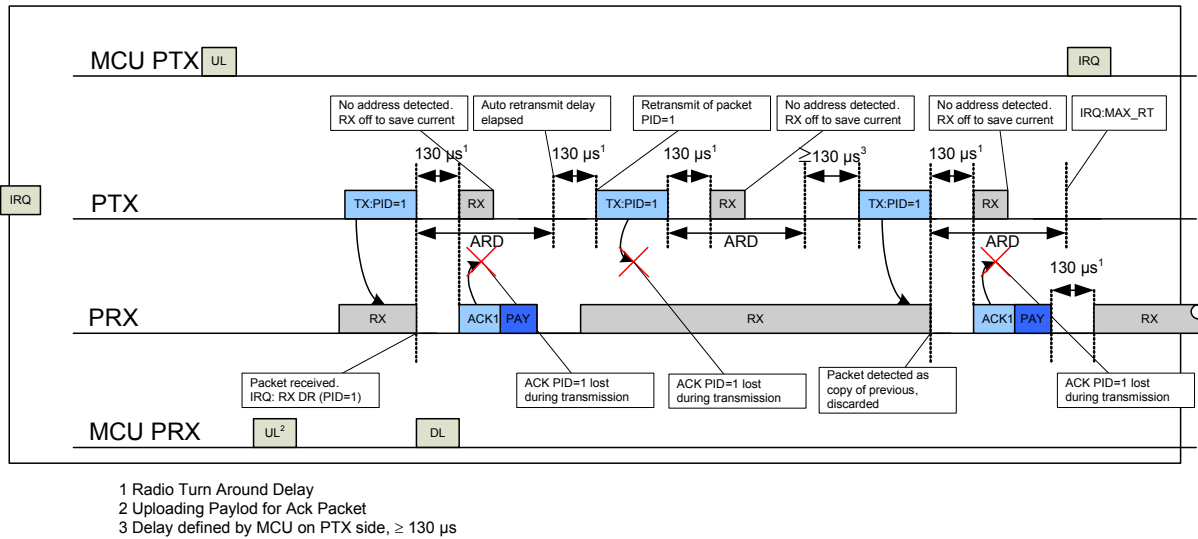 MCU PTX
UL
IRQ
No address detected.
RX off to save current
Auto retransmit delay
elapsed
Retransmit of packet
PID=1
No address detected.
RX off to save current
No address detected.
RX off to save current
IRQ:MAX_RT
130 µs¹
130 µs¹
130 µs¹
≥130 µs³
130 µs¹
IRQ
PTX
TX:PID=1
RX
TX:PID=1
RX
TX:PID=1
RX
ARD
ARD
ARD
130 µs¹
PRX
RX
ACK1
PAY
RX
ACK1
PAY
RX
Packet received.
IRQ: RX DR (PID=1)
ACK PID=1 lost
during transmission
ACK PID=1 lost
during transmission
Packet detected as
copy of previous,
discarded
ACK PID=1 lost
during transmission
MCU PRX
UL²
DL
1 Radio Turn Around Delay
2 Uploading Paylod for Ack Packet
3 Delay defined by MCU on PTX side, ≥ 130 µs